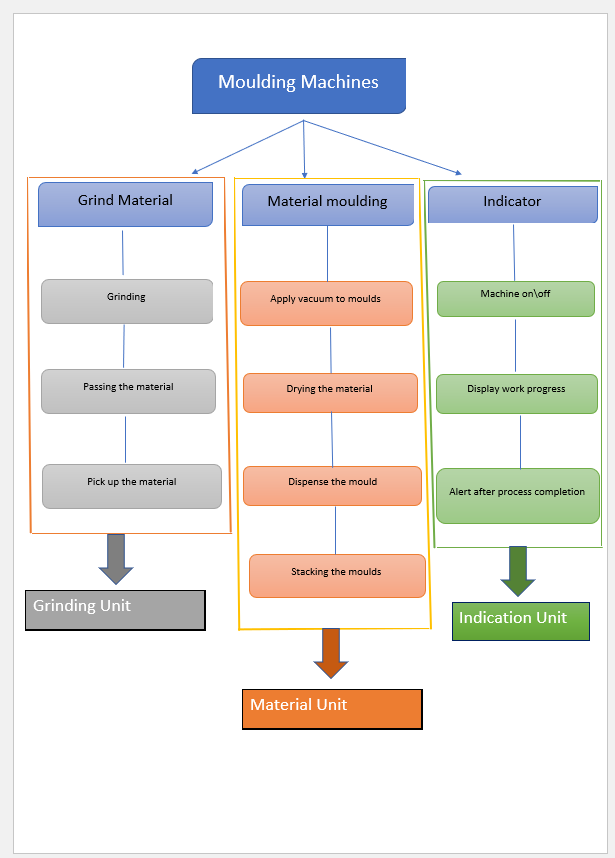 Moulding Machines
Grind Material
Material moulding
Indicator
Grinding
Apply vacuum to moulds
Machine on\off
Passing the material
Drying the material
Display work progress
Pick up the material
Dispense the mould
Alert after process completion
Stacking the moulds
Grinding Unit
Indication Unit
Material Unit